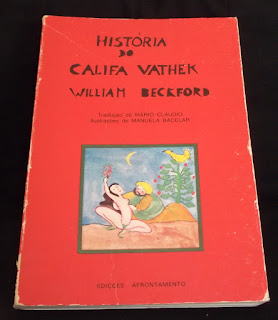 HISTÓRIA
DO
CALIFA VATHEK
WILLIAM BECKFORD
Tradução de MÁRIO CLÁUDIO
Ilustrações de MANUELA BACELAR
EDIÇÕES AFRONTAMENTO